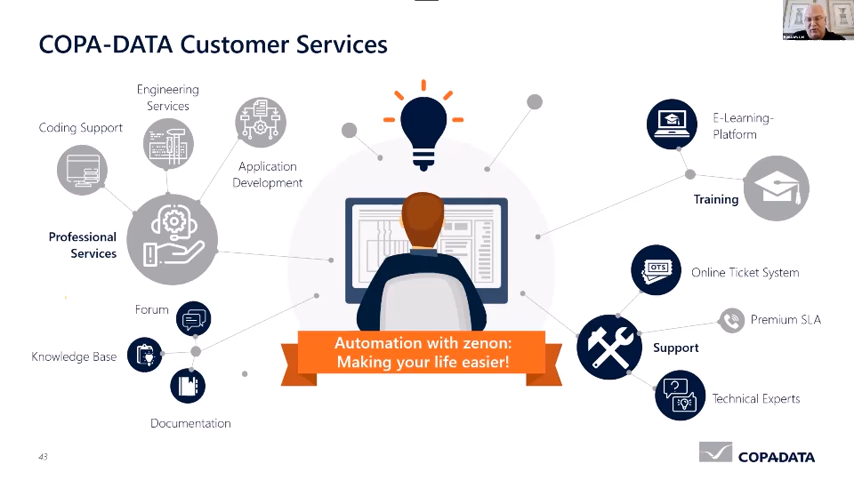 COPA-DATA Customer Services
Engineering
Services
Coding Support
Application
Development
Professional
Services
Forum
Knowledge Base
Documentation
Automation with zenon:
Making your life easier!
E-Learning-
Platform
Training
OTS
Online Ticket System
Premium SLA
Support
Technical Experts
43
COPADATA